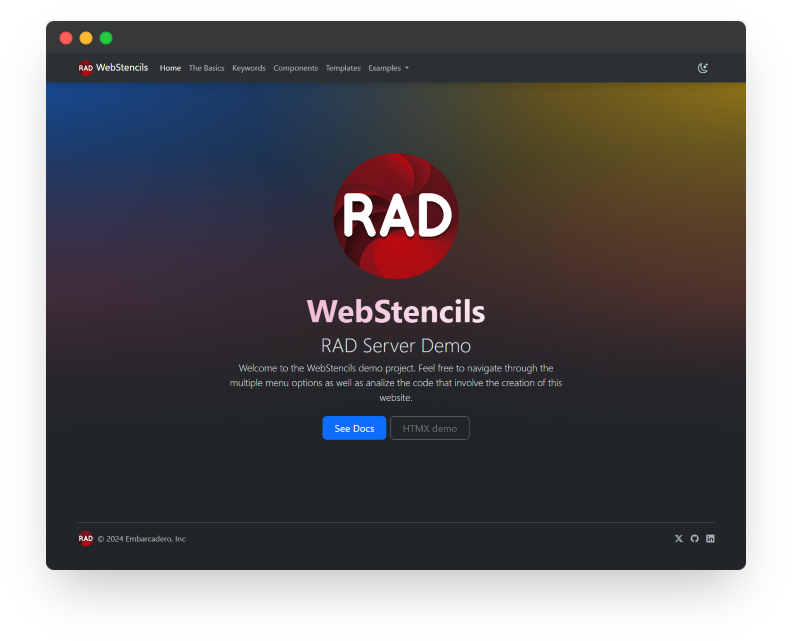 RAD WebStencils Home The Basics Keywords Components Templates Examples
RAD
WebStencils
RAD Server Demo
Welcome to the WebStencils demo project. Feel free to navigate through the
multiple menu options as well as analize the code that involve the creation of this
website.
See Docs HTMX demo
RAD © 2024 Embarcadero, Inc